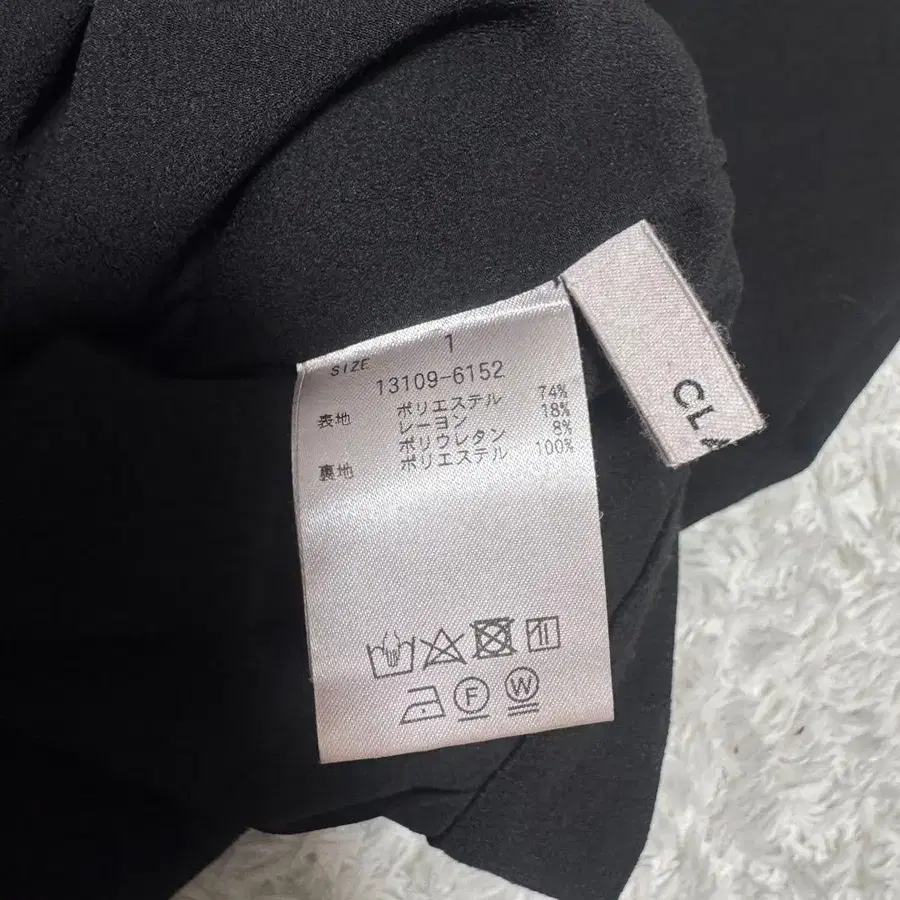 SIZE 1
13109-6152
表地 ポリエステル 74%
レーヨン 18%
ポリウレタン 8%
裏地 ポリエステル 100%
F W
CLA